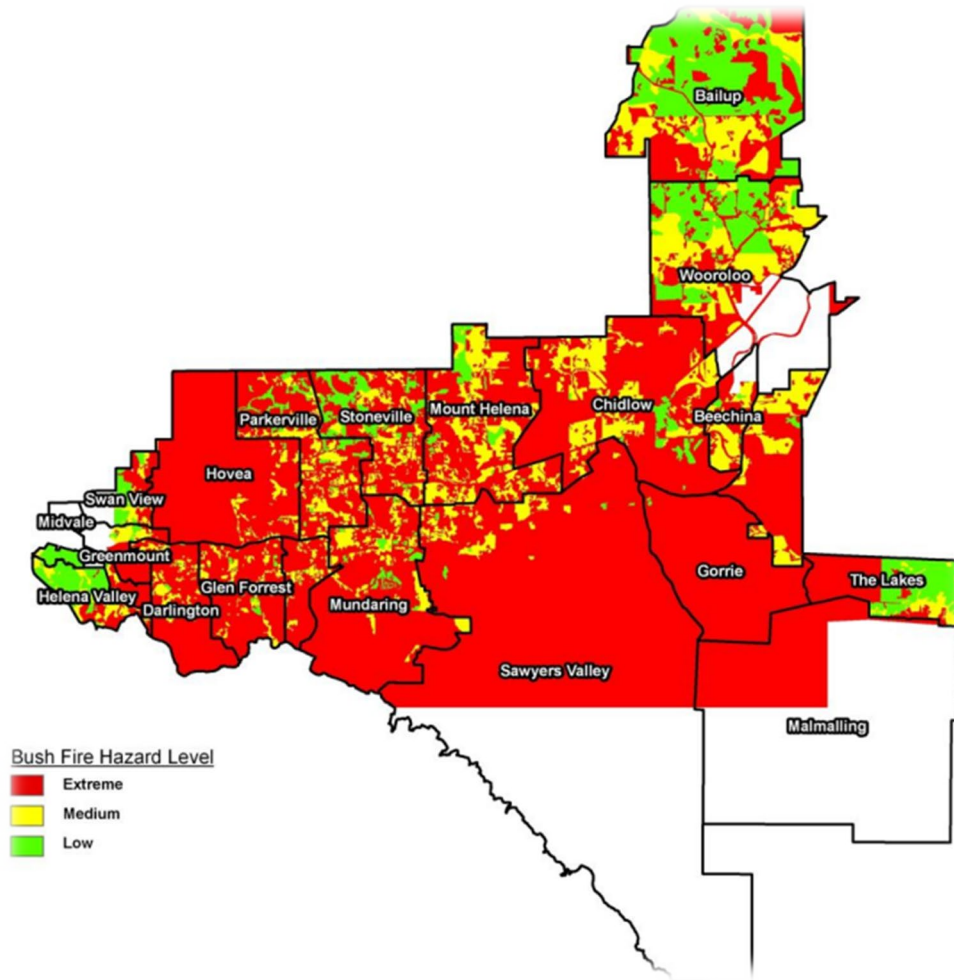 Bailup
Wooroloo
Chidlow
Beechina
Mount Helena
Stoneville
Parkerville
Hovea
Swan View
Midvale
Greenmount
Helena Valley
Darlington
Glen Forrest
Mundaring
Gorrie
The Lakes
Sawyers Valley
Malmalling
Bush Fire Hazard Level
Extreme
Medium
Low